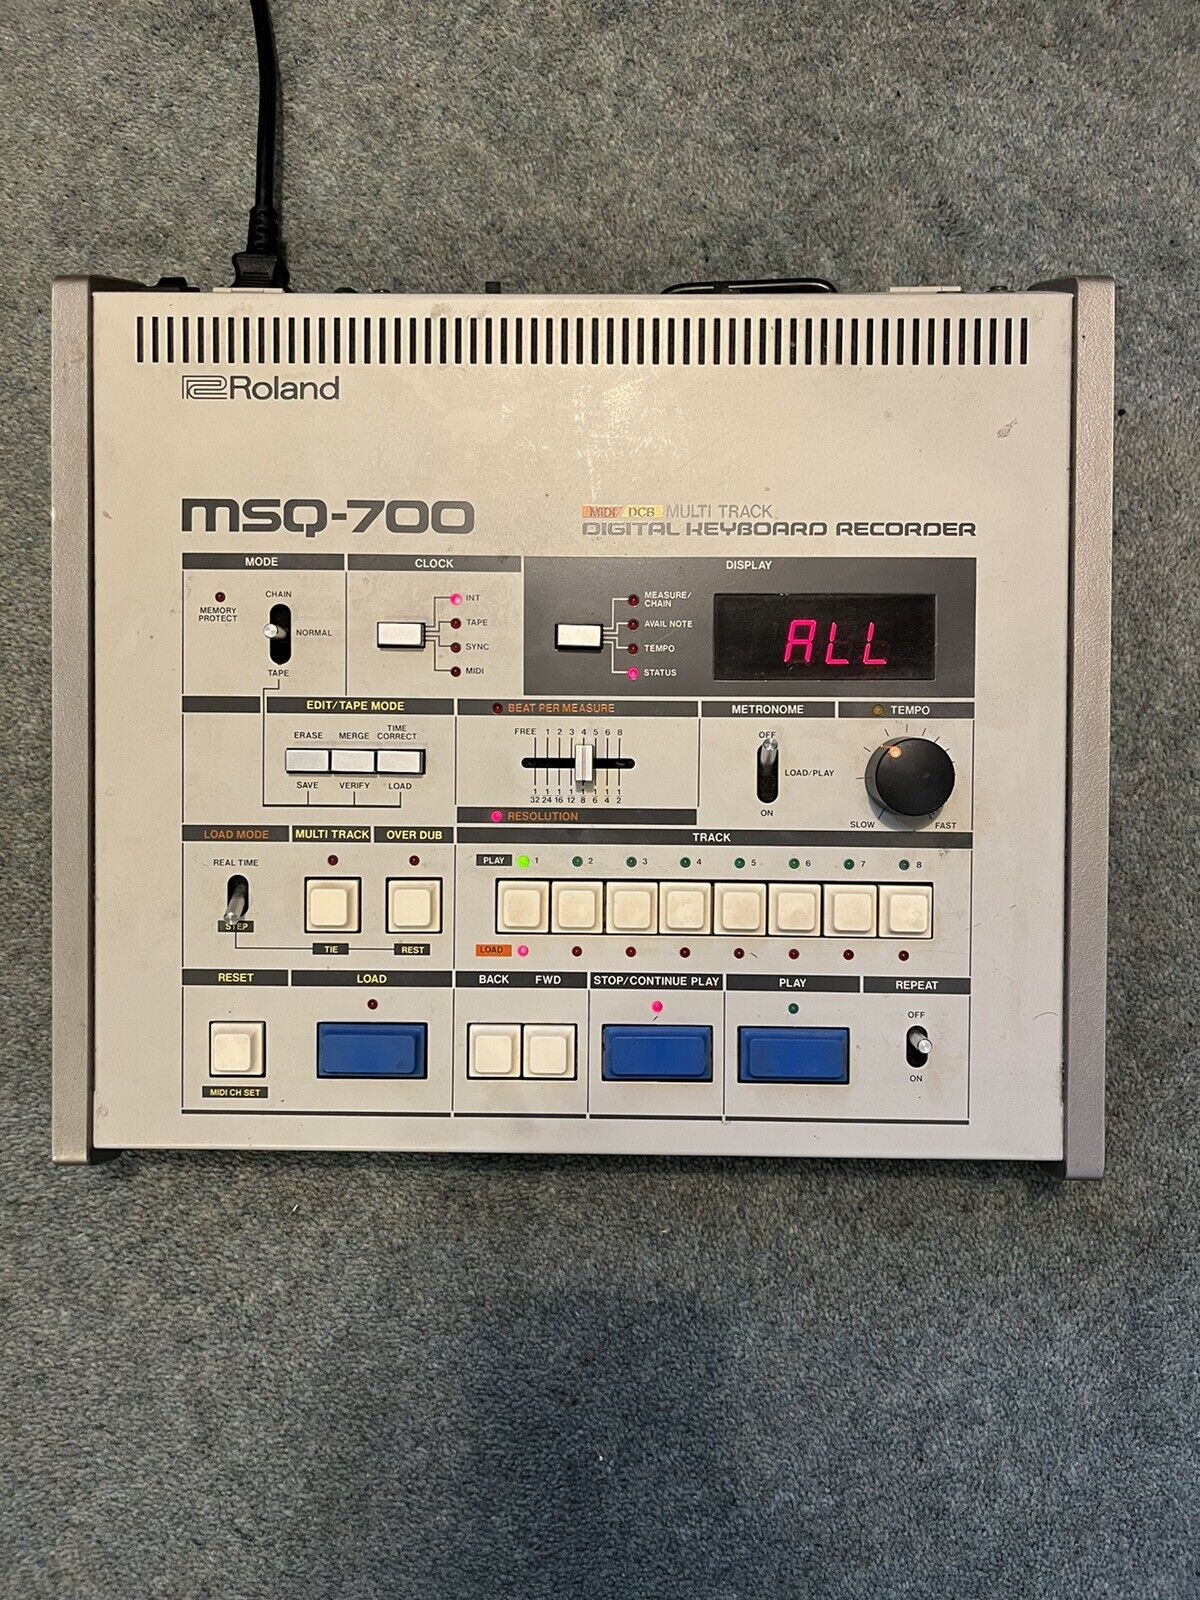 Roland
MSQ-700
MIDI/DCB MULTI TRACK
DIGITAL KEYBOARD RECORDER
MODE
CLOCK
DISPLAY
MEMORY PROTECT
CHAIN
NORMAL
TAPE
INT
TAPE
SYNC
MIDI
MEASURE/
CHAIN
AVAIL NOTE
TEMPO
STATUS
ALL
EDIT/TAPE MODE
BEAT PER MEASURE
METRONOME
TEMPO
ERASE MERGE TIME CORRECT
SAVE VERIFY LOAD
FREE 1 2 3 4 5 6 8
1/32 1/24 1/16 1/12 1/8 1/6 1/4 1/2
RESOLUTION
OFF
LOAD/PLAY
ON
SLOW FAST
LOAD MODE
MULTI TRACK
OVER DUB
TRACK
REAL TIME
STEP
TIE
REST
PLAY 1 2 3 4 5 6 7 8
LOAD
RESET
LOAD
BACK FWD
STOP/CONTINUE PLAY
PLAY
REPEAT
OFF
ON
MIDI CH SET